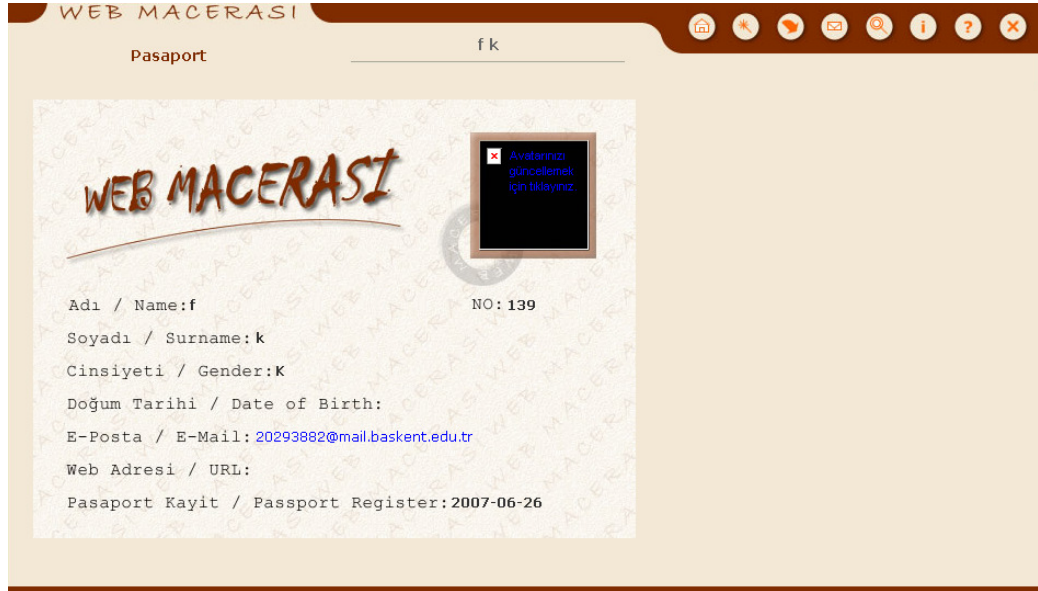 WEB MACERASI
Pasaport
f k
WEB MACERASI
Avatarınızı
güncellemek
için tıklayınız
Adı / Name:f
NO:139
Soyadı / Surname:k
Cinsiyeti / Gender:K
Doğum Tarihi / Date of Birth:
E-Posta / E-Mail:20293882@mail.baskent.edu.tr
Web Adresi / URL:
Pasaport Kayit / Passport Register:2007-06-26